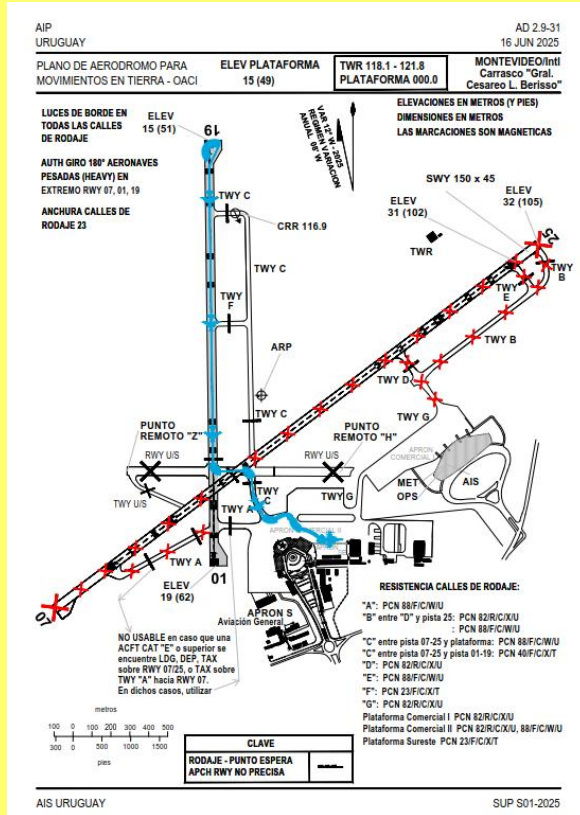 AIP
URUGUAY
AD 2.9-31
16 JUN 2025
PLANO DE AERODROMO PARA
MOVIMIENTOS EN TIERRA - OACI
ELEV PLATAFORMA
15 (49)
TWR 118.1 - 121.8
PLATAFORMA 000.0
MONTEVIDEO/Intl
Carrasco "Gral.
Cesareo L. Berisso"
LUCES DE BORDE EN
TODAS LAS CALLES
DE RODAJE
AUTH GIRO 180° AERONAVES
PESADAS (HEAVY) EN
EXTREMO RWY 07, 01, 19
ANCHURA CALLES DE
RODAJE 23
ELEV
15 (51)
19
VAR 12° W - 2025
REGIMEN VARIACION
ANUAL 08' W
ELEVACIONES EN METROS (Y PIES)
DIMENSIONES EN METROS
LAS MARCACIONES SON MAGNETICAS
SWY 150 x 45
ELEV
31 (102)
ELEV
32 (105)
25
TWR
TWY C
CRR 116.9
TWY C
TWY
F
ARP
TWY
B
TWY
E
TWY B
TWY D
TWY G
TWY C
PUNTO
REMOTO "Z"
PUNTO
REMOTO "H"
RWY U/S
RWY U/S
APRON
COMERCIAL
MET
OPS
AIS
TWY U/S
TWY
C
TWY G
TWY A
TWY A
ELEV
19 (62)
01
07
APRON S
Aviación General
NO USABLE en caso que una
ACFT CAT "E" o superior se
encuentre LDG, DEP, TAX
sobre RWY 07/25, o TAX sobre
TWY "A" hacia RWY 07.
En dichos casos, utilizar
RESISTENCIA CALLES DE RODAJE:
"A": PCN 88/F/C/W/U
"B" entre "D" y pista 25: PCN 82/R/C/X/U
: PCN 88/F/C/W/U
"C" entre pista 07-25 y plataforma: PCN 88/F/C/W/U
"C" entre pista 07-25 y pista 01-19: PCN 40/F/C/X/T
"D": PCN 82/R/C/X/U
"E": PCN 88/F/C/W/U
"F": PCN 23/F/C/X/T
"G": PCN 82/R/C/X/U
Plataforma Comercial I PCN 82/R/C/X/U
Plataforma Comercial II PCN 82/R/C/X/U, 88/F/C/W/U
Plataforma Sureste PCN 23/F/C/X/T
metros
100 0 100 200 300 400 500
300 0 500 1000 1500
pies
CLAVE
RODAJE - PUNTO ESPERA
APCH RWY NO PRECISA
AIS URUGUAY
SUP S01-2025